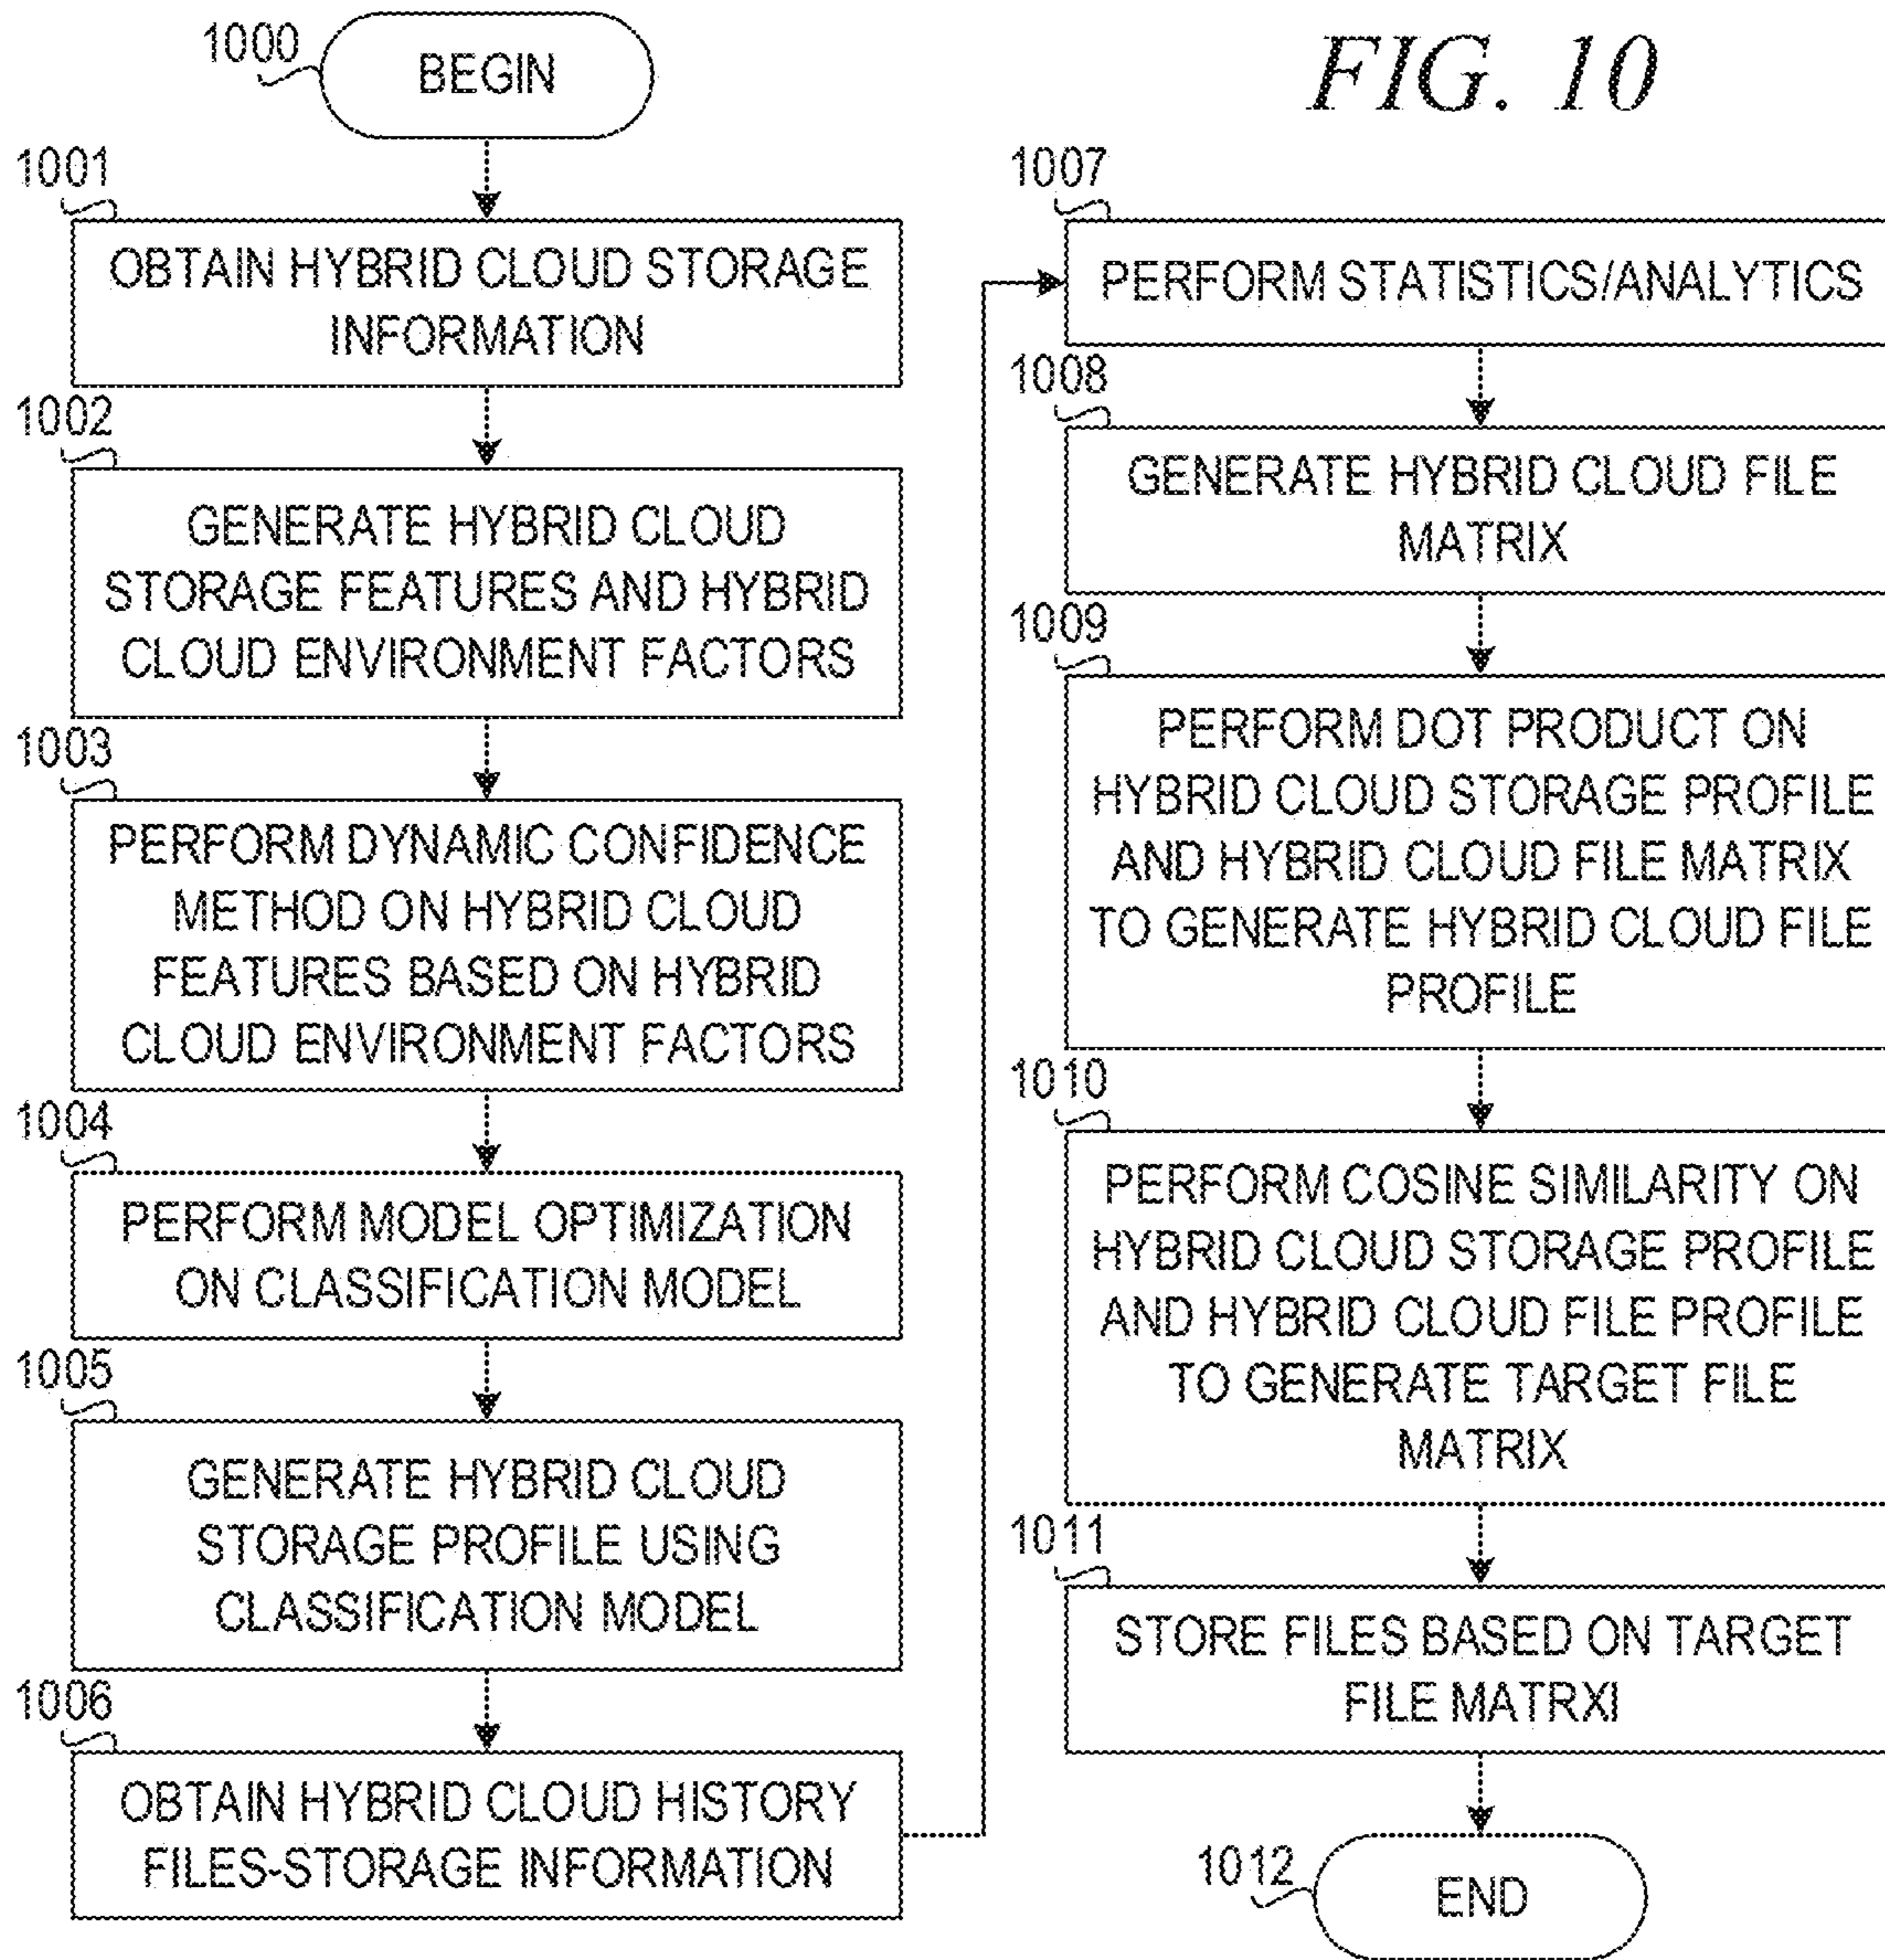 FIG. 10
1000
BEGIN
1001
OBTAIN HYBRID CLOUD STORAGE
INFORMATION
1002
GENERATE HYBRID CLOUD
STORAGE FEATURES AND HYBRID
CLOUD ENVIRONMENT FACTORS
1003
PERFORM DYNAMIC CONFIDENCE
METHOD ON HYBRID CLOUD
FEATURES BASED ON HYBRID
CLOUD ENVIRONMENT FACTORS
1004
PERFORM MODEL OPTIMIZATION
ON CLASSIFICATION MODEL
1005
GENERATE HYBRID CLOUD
STORAGE PROFILE USING
CLASSIFICATION MODEL
1006
OBTAIN HYBRID CLOUD HISTORY
FILES-STORAGE INFORMATION
1007
PERFORM STATISTICS/ANALYTICS
1008
GENERATE HYBRID CLOUD FILE
MATRIX
1009
PERFORM DOT PRODUCT ON
HYBRID CLOUD STORAGE PROFILE
AND HYBRID CLOUD FILE MATRIX
TO GENERATE HYBRID CLOUD FILE
PROFILE
1010
PERFORM COSINE SIMILARITY ON
HYBRID CLOUD STORAGE PROFILE
AND HYBRID CLOUD FILE PROFILE
TO GENERATE TARGET FILE
MATRIX
1011
STORE FILES BASED ON TARGET
FILE MATRXI
1012
END